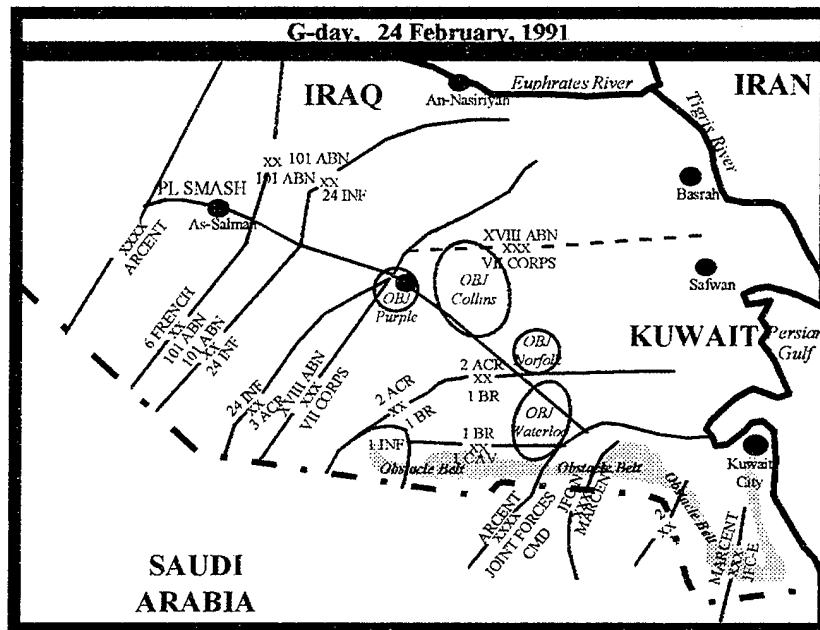 G-day, 24 February, 1991
Euphrates River
An-Nasiriyah
IRAQ
IRAN
Tigris River
Basrah
xx 101 ABN
101 ABN xx
24 INF
PL SMASH
As-Salman
XXXX
ARCENT
XVIII ABN
XXX
VII CORPS
OBJ
Collins
OBJ
Purple
Safwan
KUWAIT
Persian
Gulf
OBJ
Norfolk
6 FRENCH
XX
101 ABN
101 ABN
XX
24 INF
24 INF
XX
3 ACR
XVIII ABN
XXX
VII CORPS
2 ACR
XX
1 BR
2 ACR
XX
1 BR
OBJ
Waterloo
1 INF
1 BR
XX
1 CAV
Obstacle Belt
Obstacle Belt
Obstacle Belt
Kuwait
City
ARCENT
XXXX
JOINT FORCES
CMD
JFC-N
XXX
MARCENT
2
XX
MARCENT
XXX
JFC-E
SAUDI
ARABIA